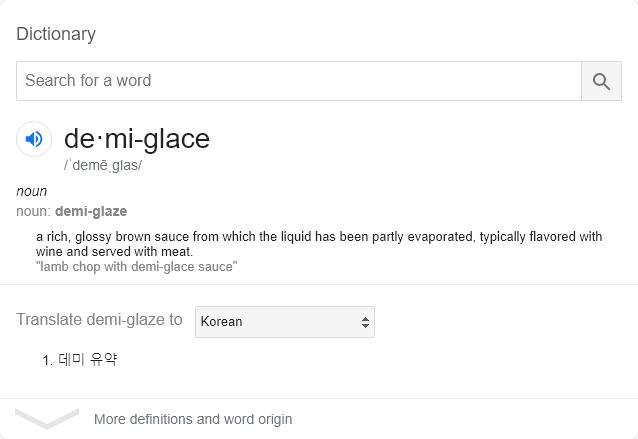 Dictionary
Search for a word
de·mi-glace
/ˈdemēˌglas/
noun
noun: demi-glaze
a rich, glossy brown sauce from which the liquid has been partly evaporated, typically flavored with
wine and served with meat.
"lamb chop with demi-glace sauce"
Translate demi-glaze to Korean
1. 데미 유약
More definitions and word origin